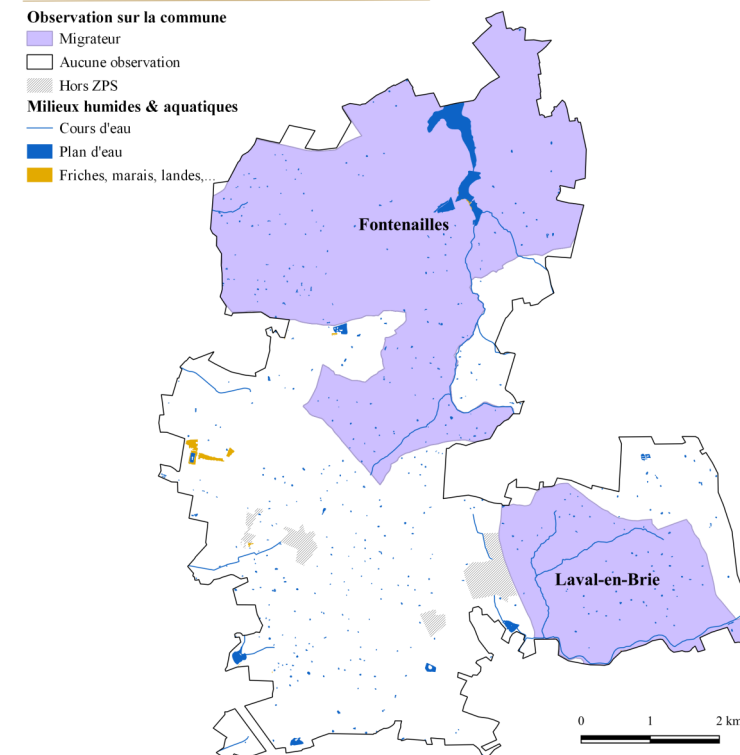 Observation sur la commune
Migrateur
Aucune observation
Hors ZPS
Milieux humides & aquatiques
Cours d'eau
Plan d'eau
Friches, marais, landes,...
Fontenailles
Laval-en-Brie
0 1 2 km